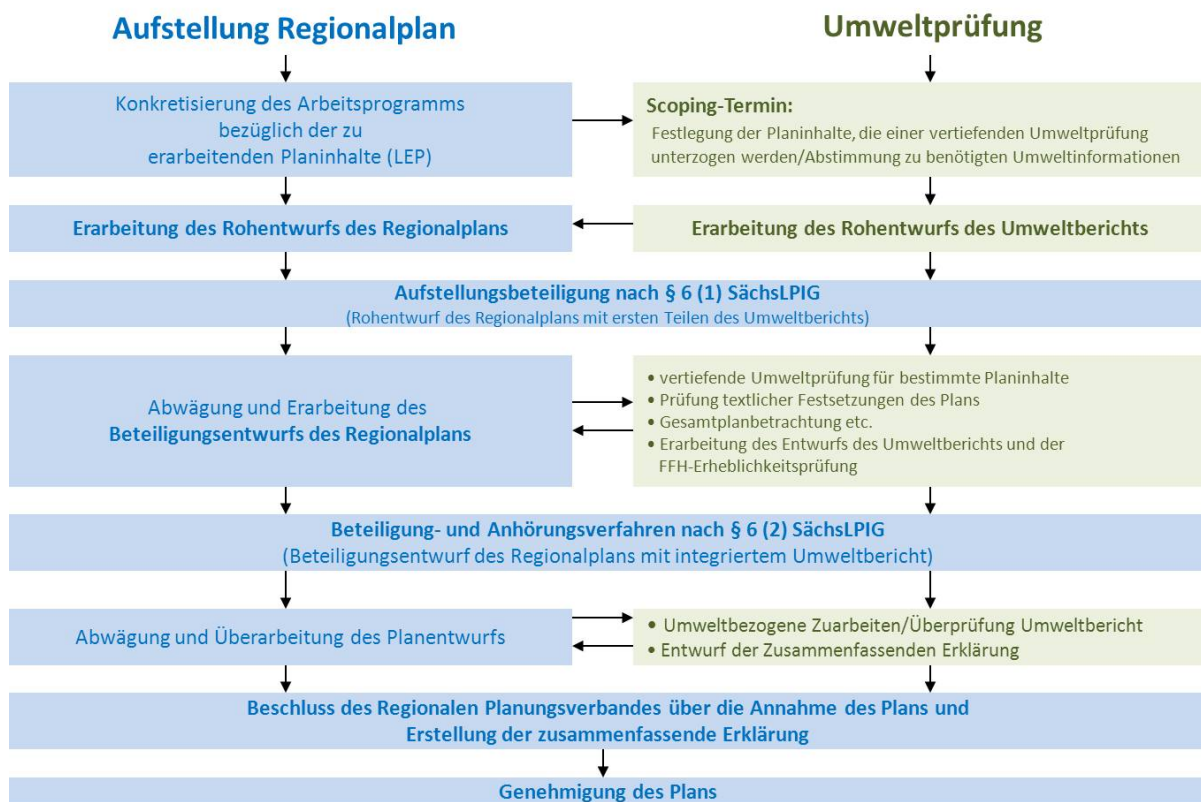 Aufstellung Regionalplan
Umweltprüfung
Konkretisierung des Arbeitsprogramms
bezüglich der zu
erarbeitenden Planinhalte (LEP)
Scoping-Termin:
Festlegung der Planinhalte, die einer vertiefenden Umweltprüfung
unterzogen werden/Abstimmung zu benötigten Umweltinformationen
Erarbeitung des Rohentwurfs des Regionalplans
Erarbeitung des Rohentwurfs des Umweltberichts
Aufstellungsbeteiligung nach § 6 (1) SächsLPIG
(Rohentwurf des Regionalplans mit ersten Teilen des Umweltberichts)
Abwägung und Erarbeitung des
Beteiligungsentwurfs des Regionalplans
• vertiefende Umweltprüfung für bestimmte Planinhalte
• Prüfung textlicher Festsetzungen des Plans
• Gesamtplanbetrachtung etc.
• Erarbeitung des Entwurfs des Umweltberichts und der
FFH-Erheblichkeitsprüfung
Beteiligung- und Anhörungsverfahren nach § 6 (2) SächsLPIG
(Beteiligungsentwurf des Regionalplans mit integriertem Umweltbericht)
Abwägung und Überarbeitung des Planentwurfs
• Umweltbezogene Zuarbeiten/Überprüfung Umweltbericht
• Entwurf der Zusammenfassenden Erklärung
Beschluss des Regionalen Planungsverbandes über die Annahme des Plans und
Erstellung der zusammenfassende Erklärung
Genehmigung des Plans